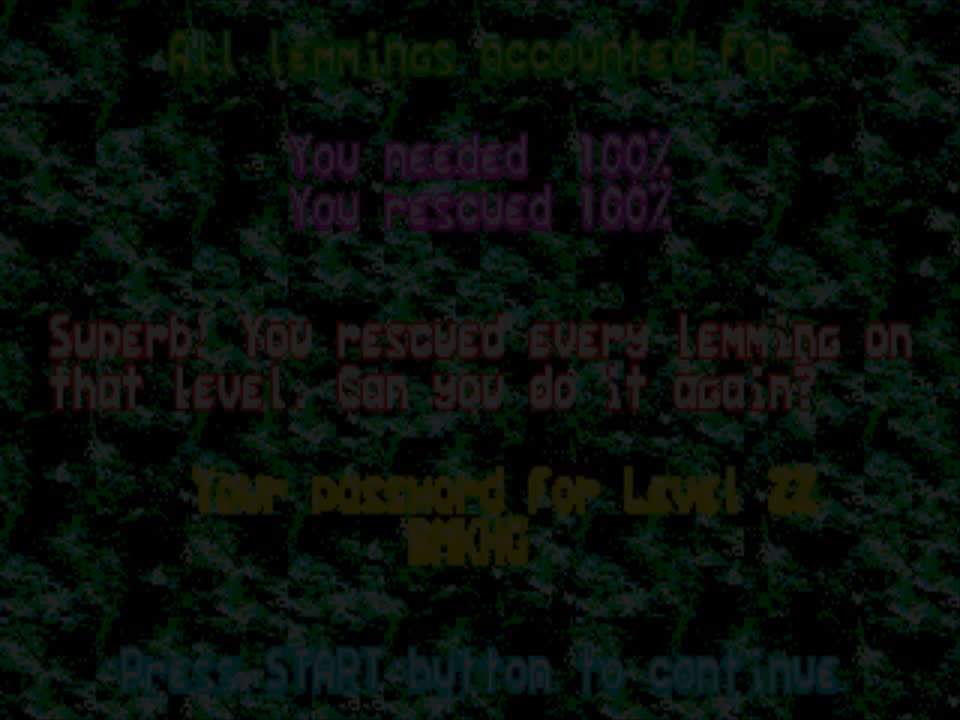 All lemmings accounted for.
You needed 100%
You rescued 100%
Superb! You rescued every lemming on
that level. Can you do it again?
Your password for Level 22
Press START button to continue